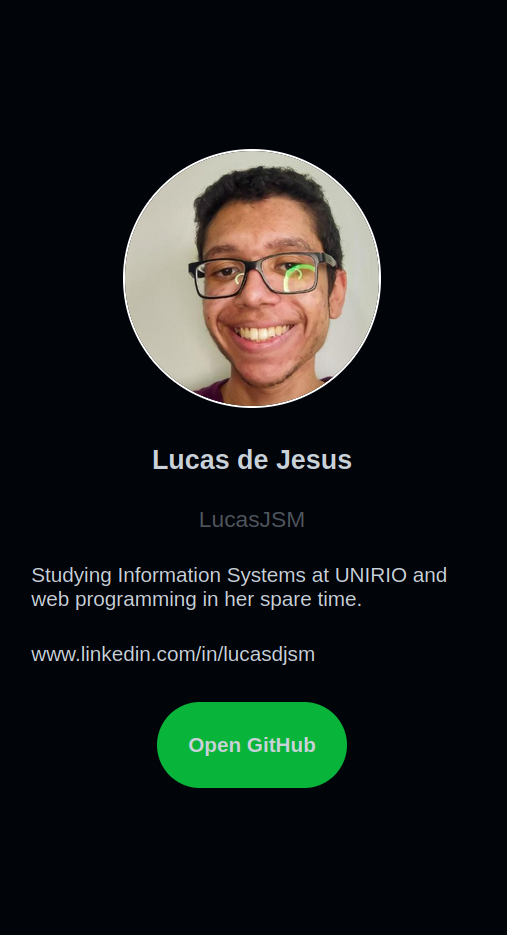 Lucas de Jesus
LucasJSM
Studying Information Systems at UNIRIO and
web programming in her spare time.
www.linkedin.com/in/lucasdjsm
Open GitHub